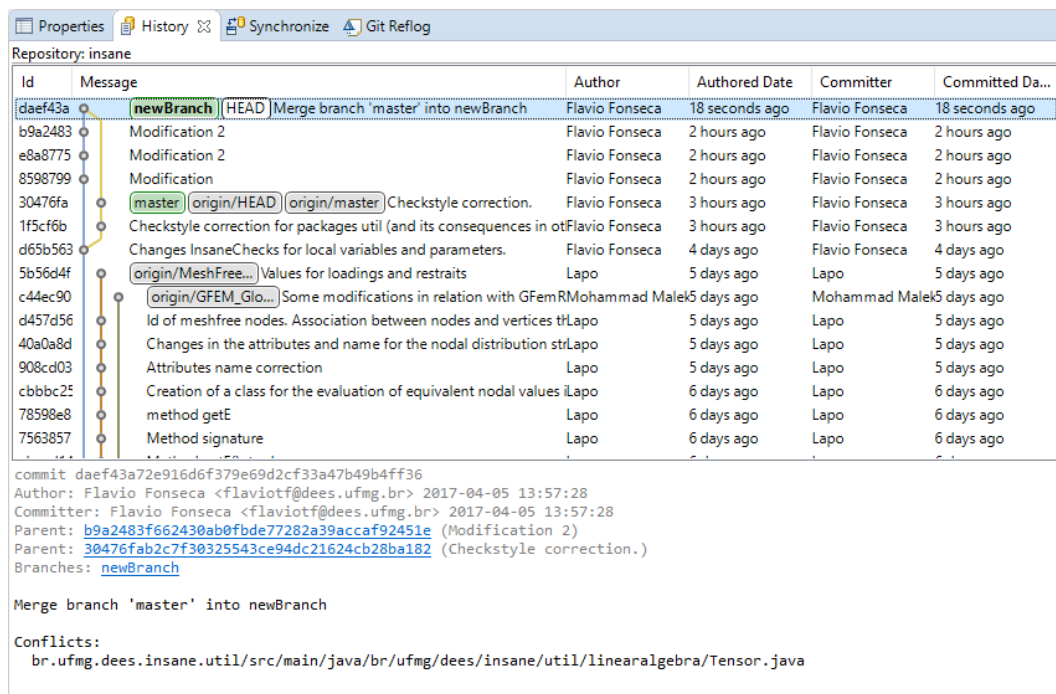 Properties History Synchronize Git Reflog
Repository: insane
Id Message Author Authored Date Committer Committed Da...
daef43a newBranch HEAD Merge branch 'master' into newBranch Flavio Fonseca 18 seconds ago Flavio Fonseca 18 seconds ago
b9a2483 Modification 2 Flavio Fonseca 2 hours ago Flavio Fonseca 2 hours ago
e8a8775 Modification 2 Flavio Fonseca 2 hours ago Flavio Fonseca 2 hours ago
8598799 Modification Flavio Fonseca 2 hours ago Flavio Fonseca 2 hours ago
30476fa master origin/HEAD origin/master Checkstyle correction. Flavio Fonseca 3 hours ago Flavio Fonseca 3 hours ago
1f5cf6b Checkstyle correction for packages util (and its consequences in ot Flavio Fonseca 3 hours ago Flavio Fonseca 3 hours ago
d65b563 Changes InsaneChecks for local variables and parameters. Flavio Fonseca 4 days ago Flavio Fonseca 4 days ago
5b56d4f origin/MeshFree... Values for loadings and restraits Lapo 5 days ago Lapo 5 days ago
c44ec90 origin/GFEM_Glo... Some modifications in relation with GFemR Mohammad Malek 5 days ago Mohammad Malek 5 days ago
d457d56 Id of meshfree nodes. Association between nodes and vertices th Lapo 5 days ago Lapo 5 days ago
40a0a8d Changes in the attributes and name for the nodal distribution str Lapo 5 days ago Lapo 5 days ago
908cd03 Attributes name correction Lapo 5 days ago Lapo 5 days ago
cbbbc25 Creation of a class for the evaluation of equivalent nodal values i Lapo 6 days ago Lapo 6 days ago
78598e8 method getE Lapo 6 days ago Lapo 6 days ago
7563857 Method signature Lapo 6 days ago Lapo 6 days ago
commit daef43a72e916d6f379e69d2cf33a47b49b4ff36
Author: Flavio Fonseca <flaviotf@dees.ufmg.br> 2017-04-05 13:57:28
Committer: Flavio Fonseca <flaviotf@dees.ufmg.br> 2017-04-05 13:57:28
Parent: b9a2483f662430ab0fbde77282a39accaf92451e (Modification 2)
Parent: 30476fab2c7f30325543ce94dc21624cb28ba182 (Checkstyle correction.)
Branches: newBranch
Merge branch 'master' into newBranch
Conflicts:
br.ufmg.dees.insane.util/src/main/java/br/ufmg/dees/insane/util/linearalgebra/Tensor.java